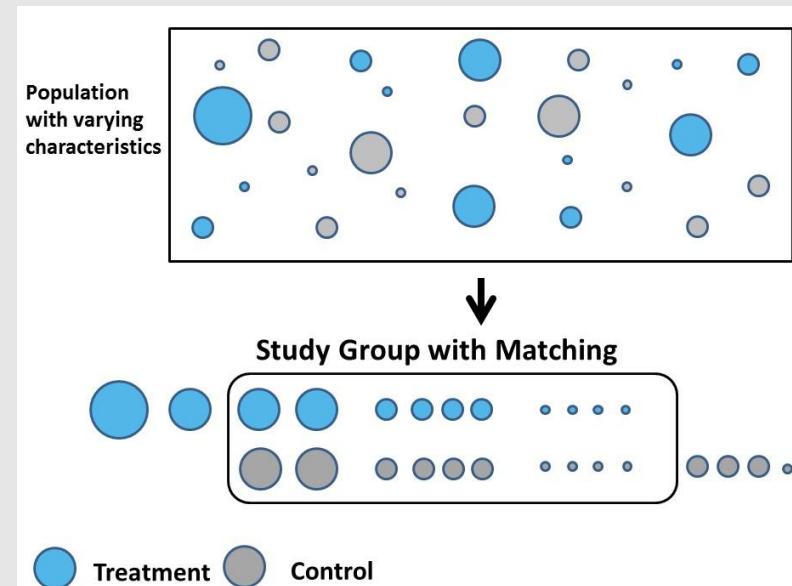 Population
with varying
characteristics
Study Group with Matching
Treatment
Control